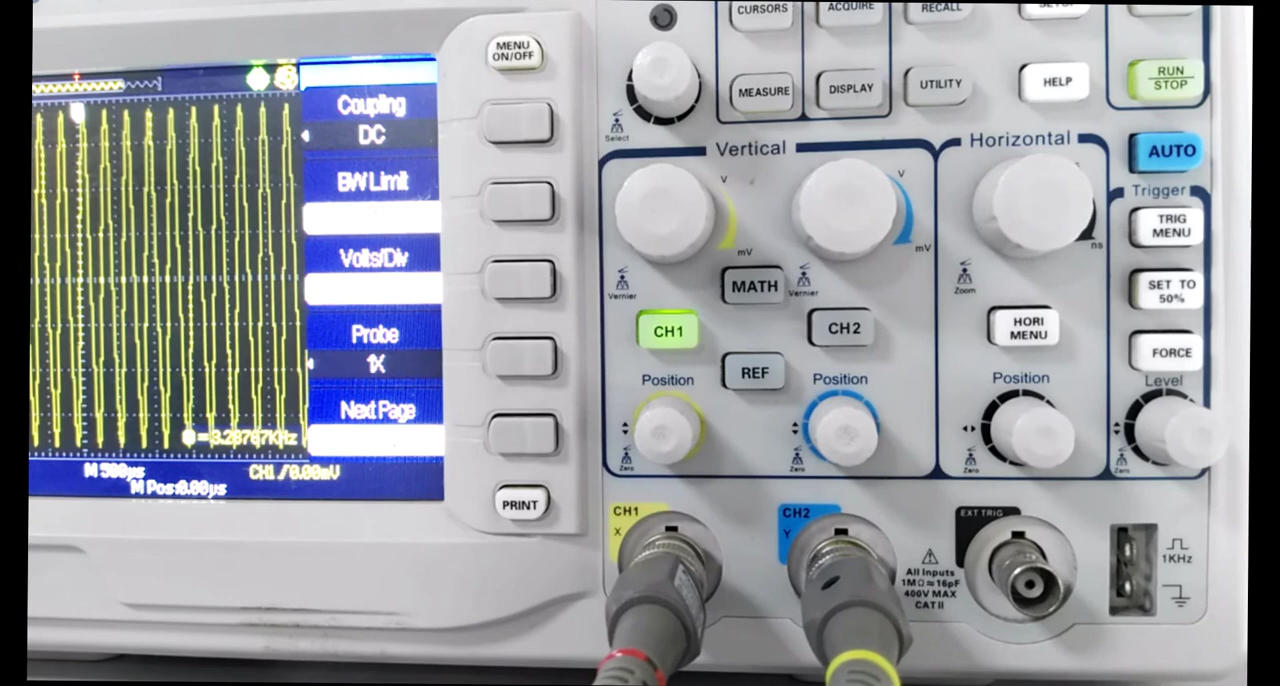 CURSORS
ACQUIRE
RECALL
MENU
ON/OFF
MEASURE
DISPLAY
UTILITY
HELP
RUN
STOP
Select
Coupling
DC
BW Limit
Volts/Div
Probe
1X
Next Page
M 500µs
M Pos:0.00µs
PRINT
Vertical
V
mV
V
mV
Vernier
MATH
Vernier
CH1
CH2
REF
Position
Position
Zero
Zero
Horizontal
ns
Zoom
HORI
MENU
Position
Zero
AUTO
Trigger
TRIG
MENU
SET TO
50%
FORCE
Level
Zero
CH1
X
CH2
Y
EXT TRIG
All Inputs
400V MAX
CAT II
1KHz